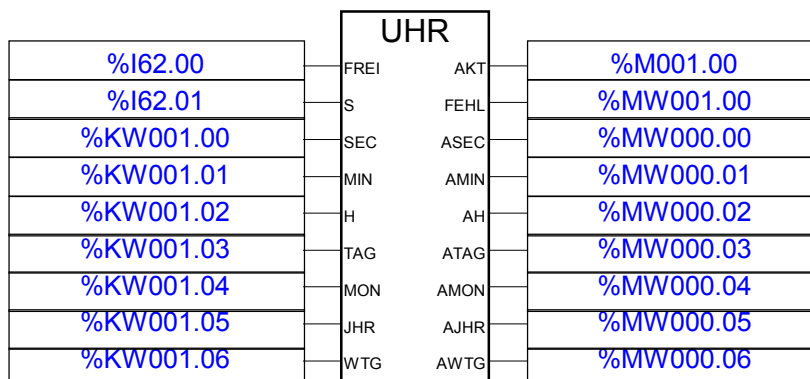 UHR
%I62.00 FREI AKT %M001.00
%I62.01 S FEHL %MW001.00
%KW001.00 SEC ASEC %MW000.00
%KW001.01 MIN AMIN %MW000.01
%KW001.02 H AH %MW000.02
%KW001.03 TAG ATAG %MW000.03
%KW001.04 MON AMON %MW000.04
%KW001.05 JHR AJHR %MW000.05
%KW001.06 WTG AWTG %MW000.06